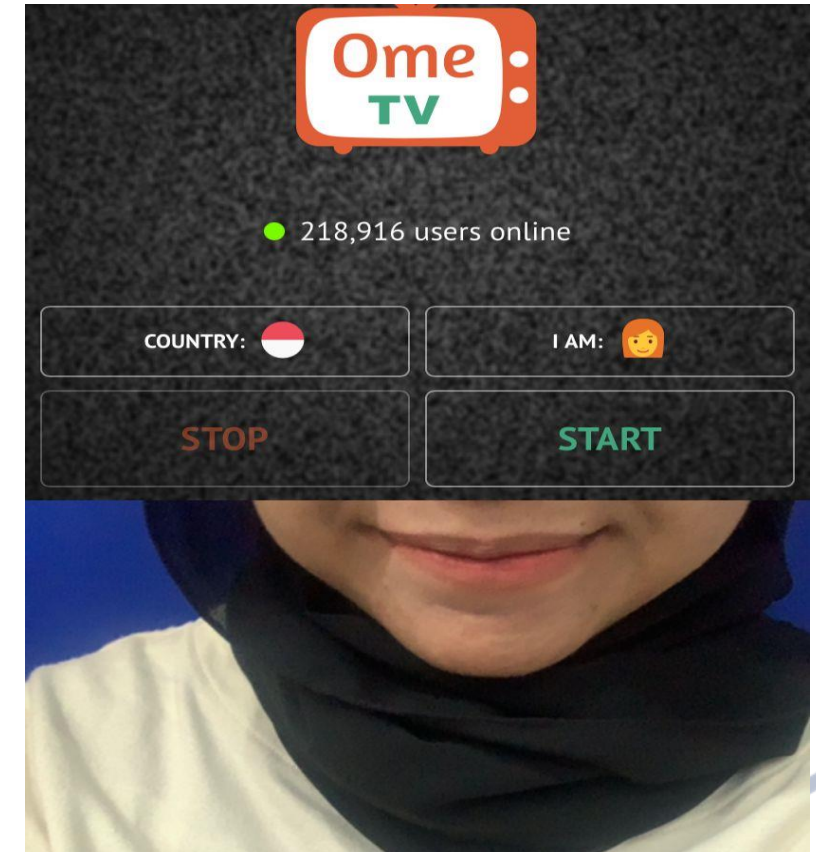 Ome
TV
218,916 users online
COUNTRY:
I AM:
STOP
START